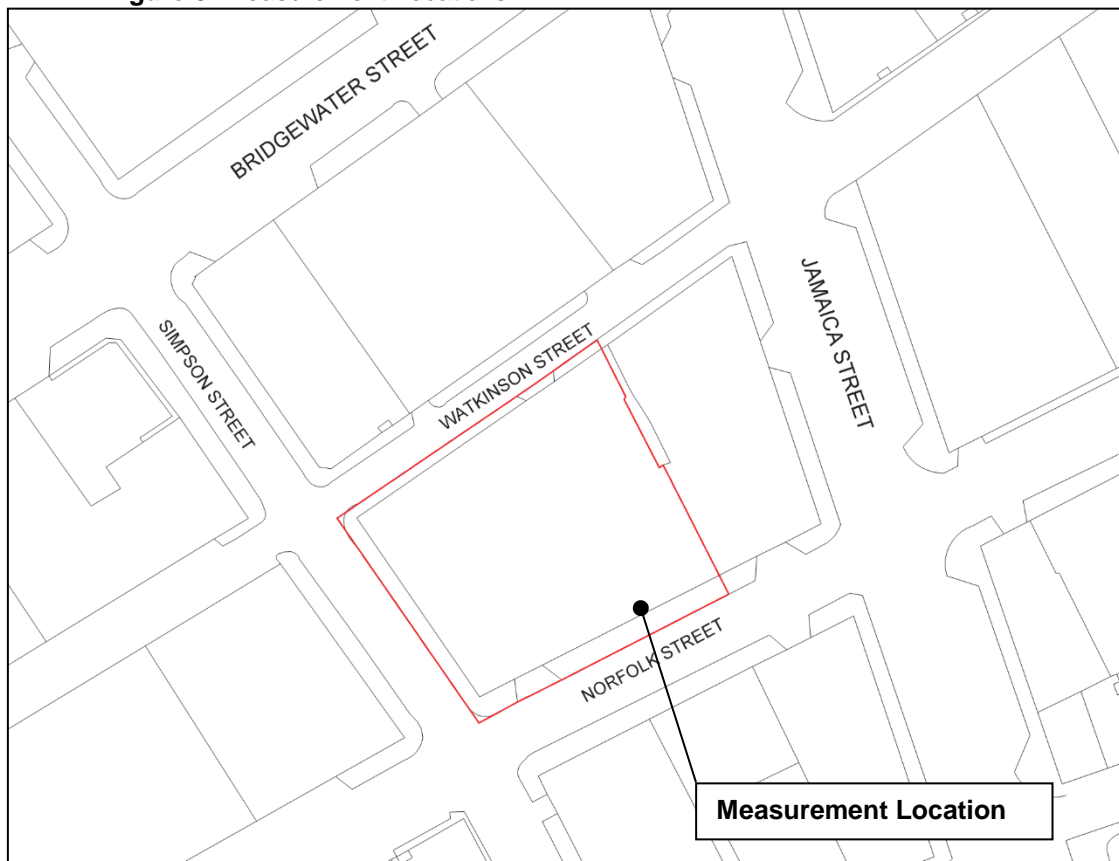 BRIDGEWATER STREET
SIMPSON STREET
WATKINSON STREET
JAMAICA STREET
NORFOLK STREET
Measurement Location